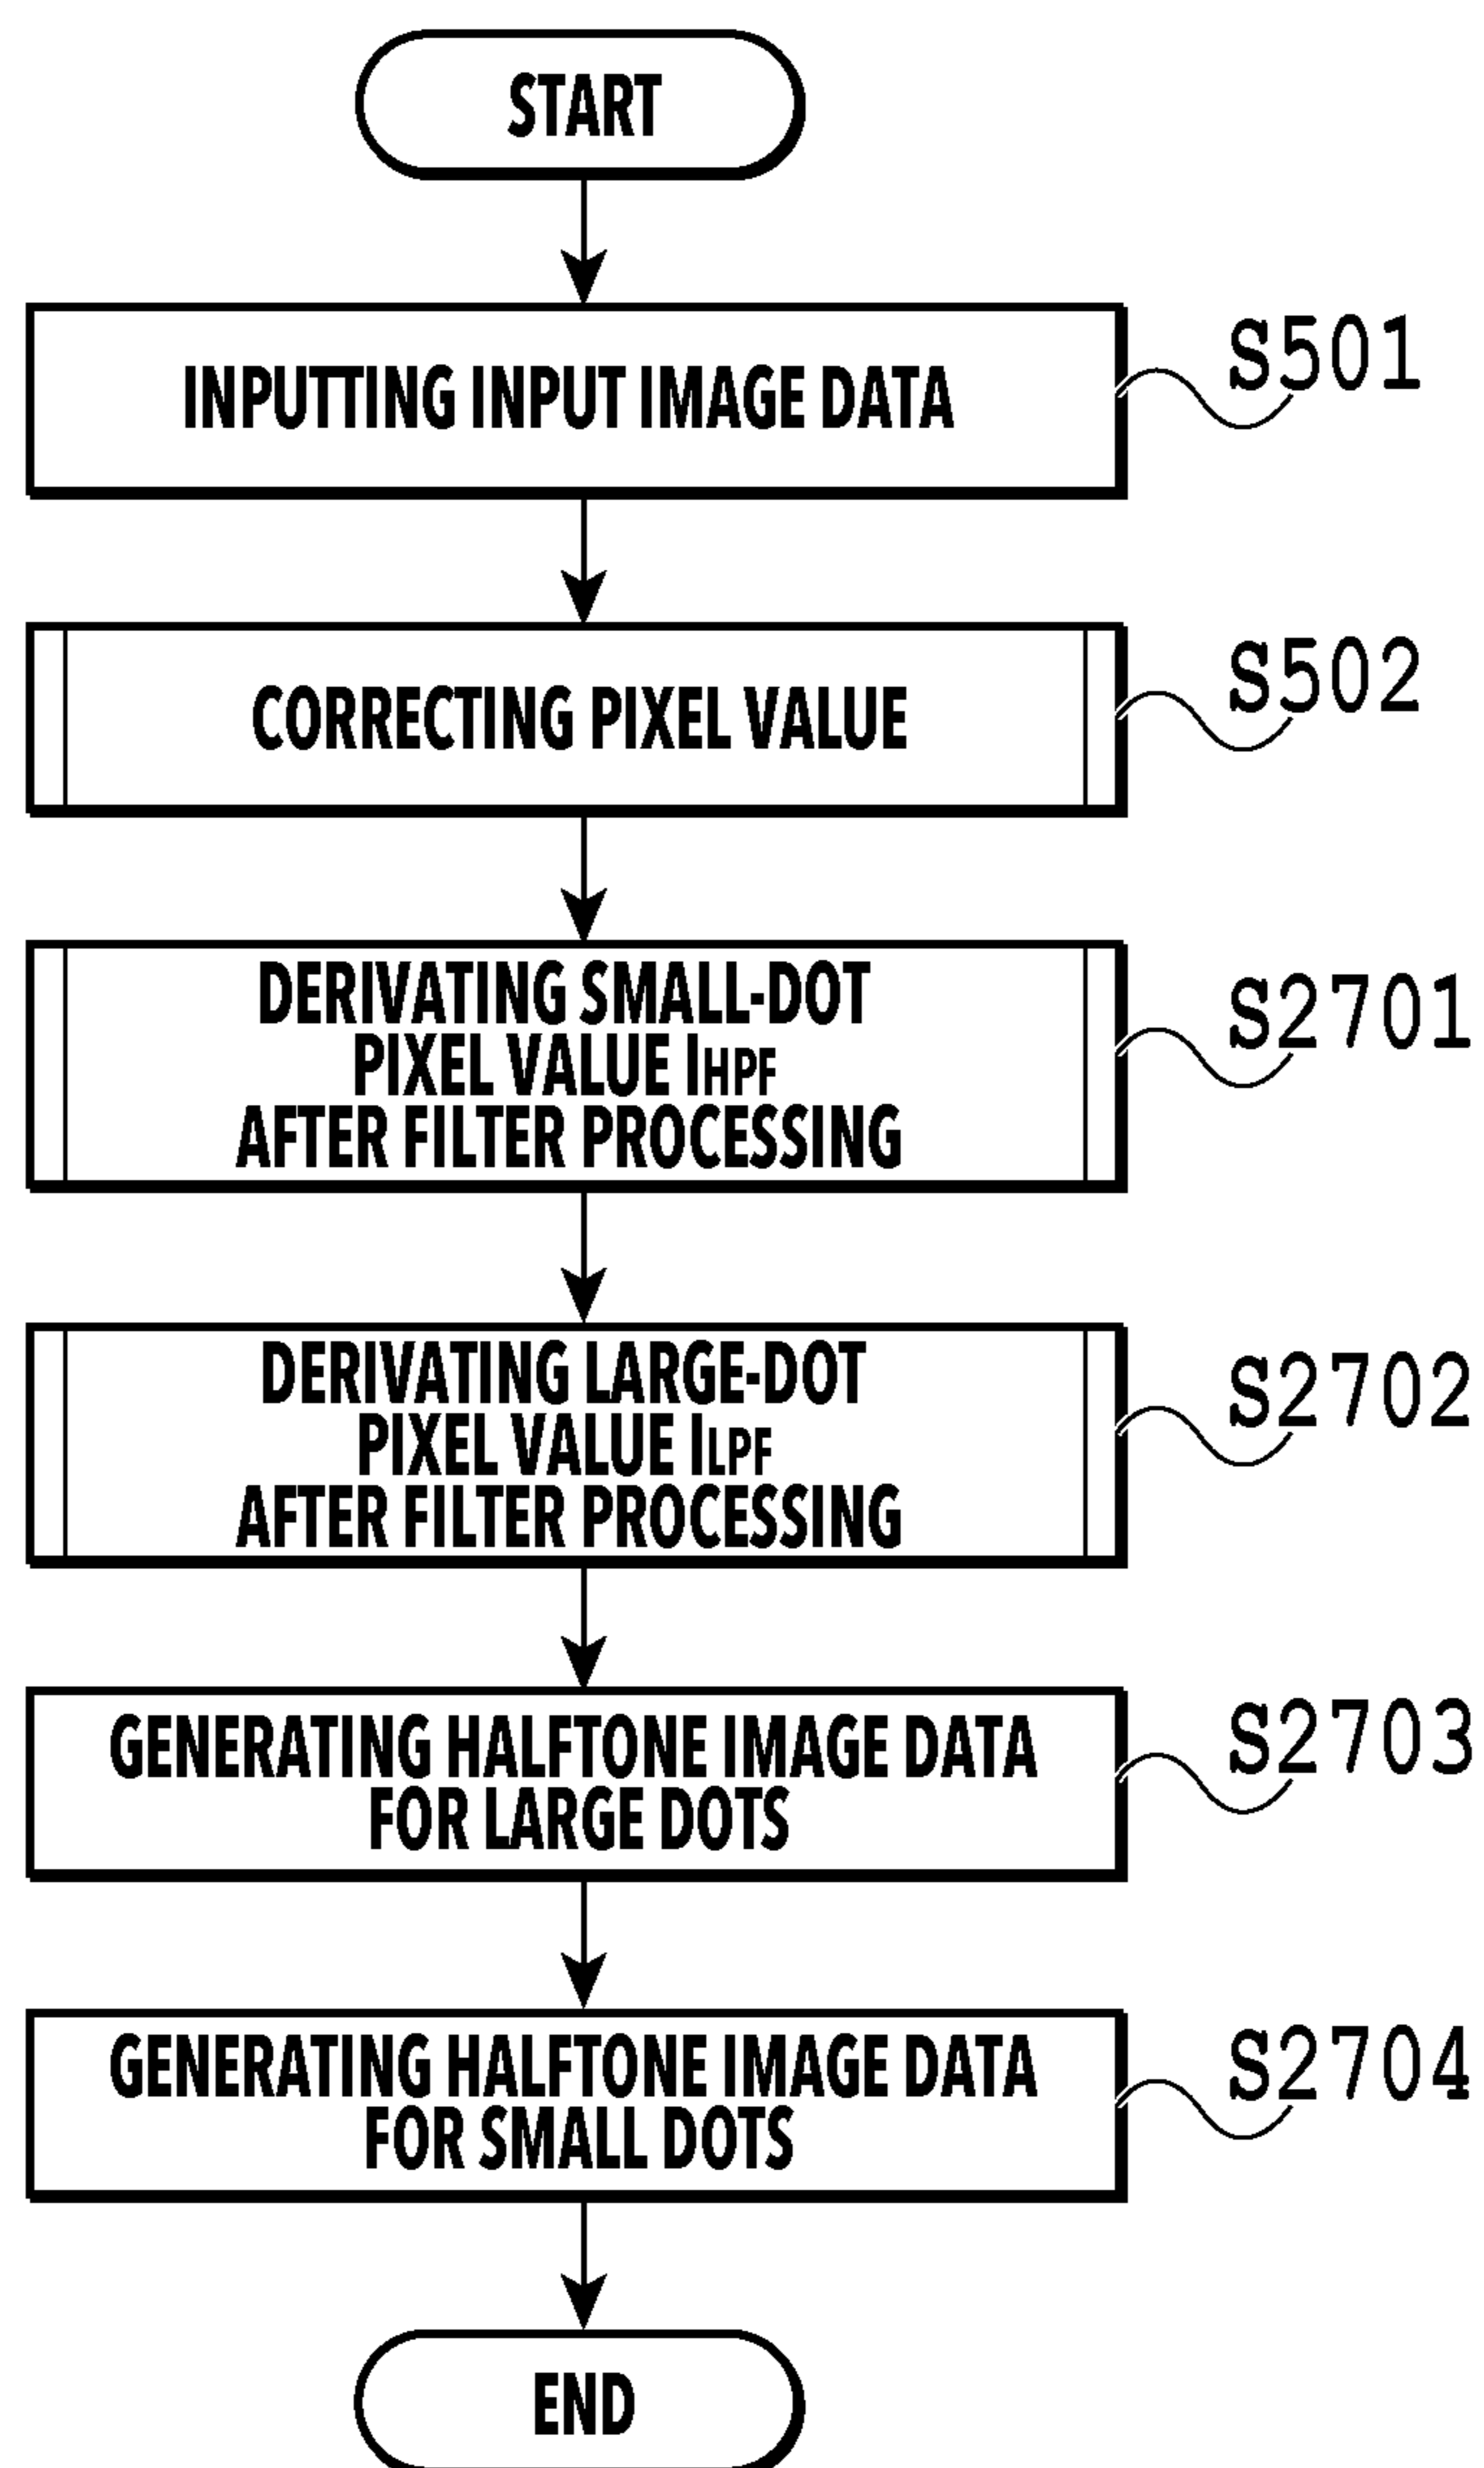 START
INPUTTING INPUT IMAGE DATA
S501
CORRECTING PIXEL VALUE
S502
DERIVATING SMALL-DOT
PIXEL VALUE IHPF
AFTER FILTER PROCESSING
S2701
DERIVATING LARGE-DOT
PIXEL VALUE ILPF
AFTER FILTER PROCESSING
S2702
GENERATING HALFTONE IMAGE DATA
FOR LARGE DOTS
S2703
GENERATING HALFTONE IMAGE DATA
FOR SMALL DOTS
S2704
END